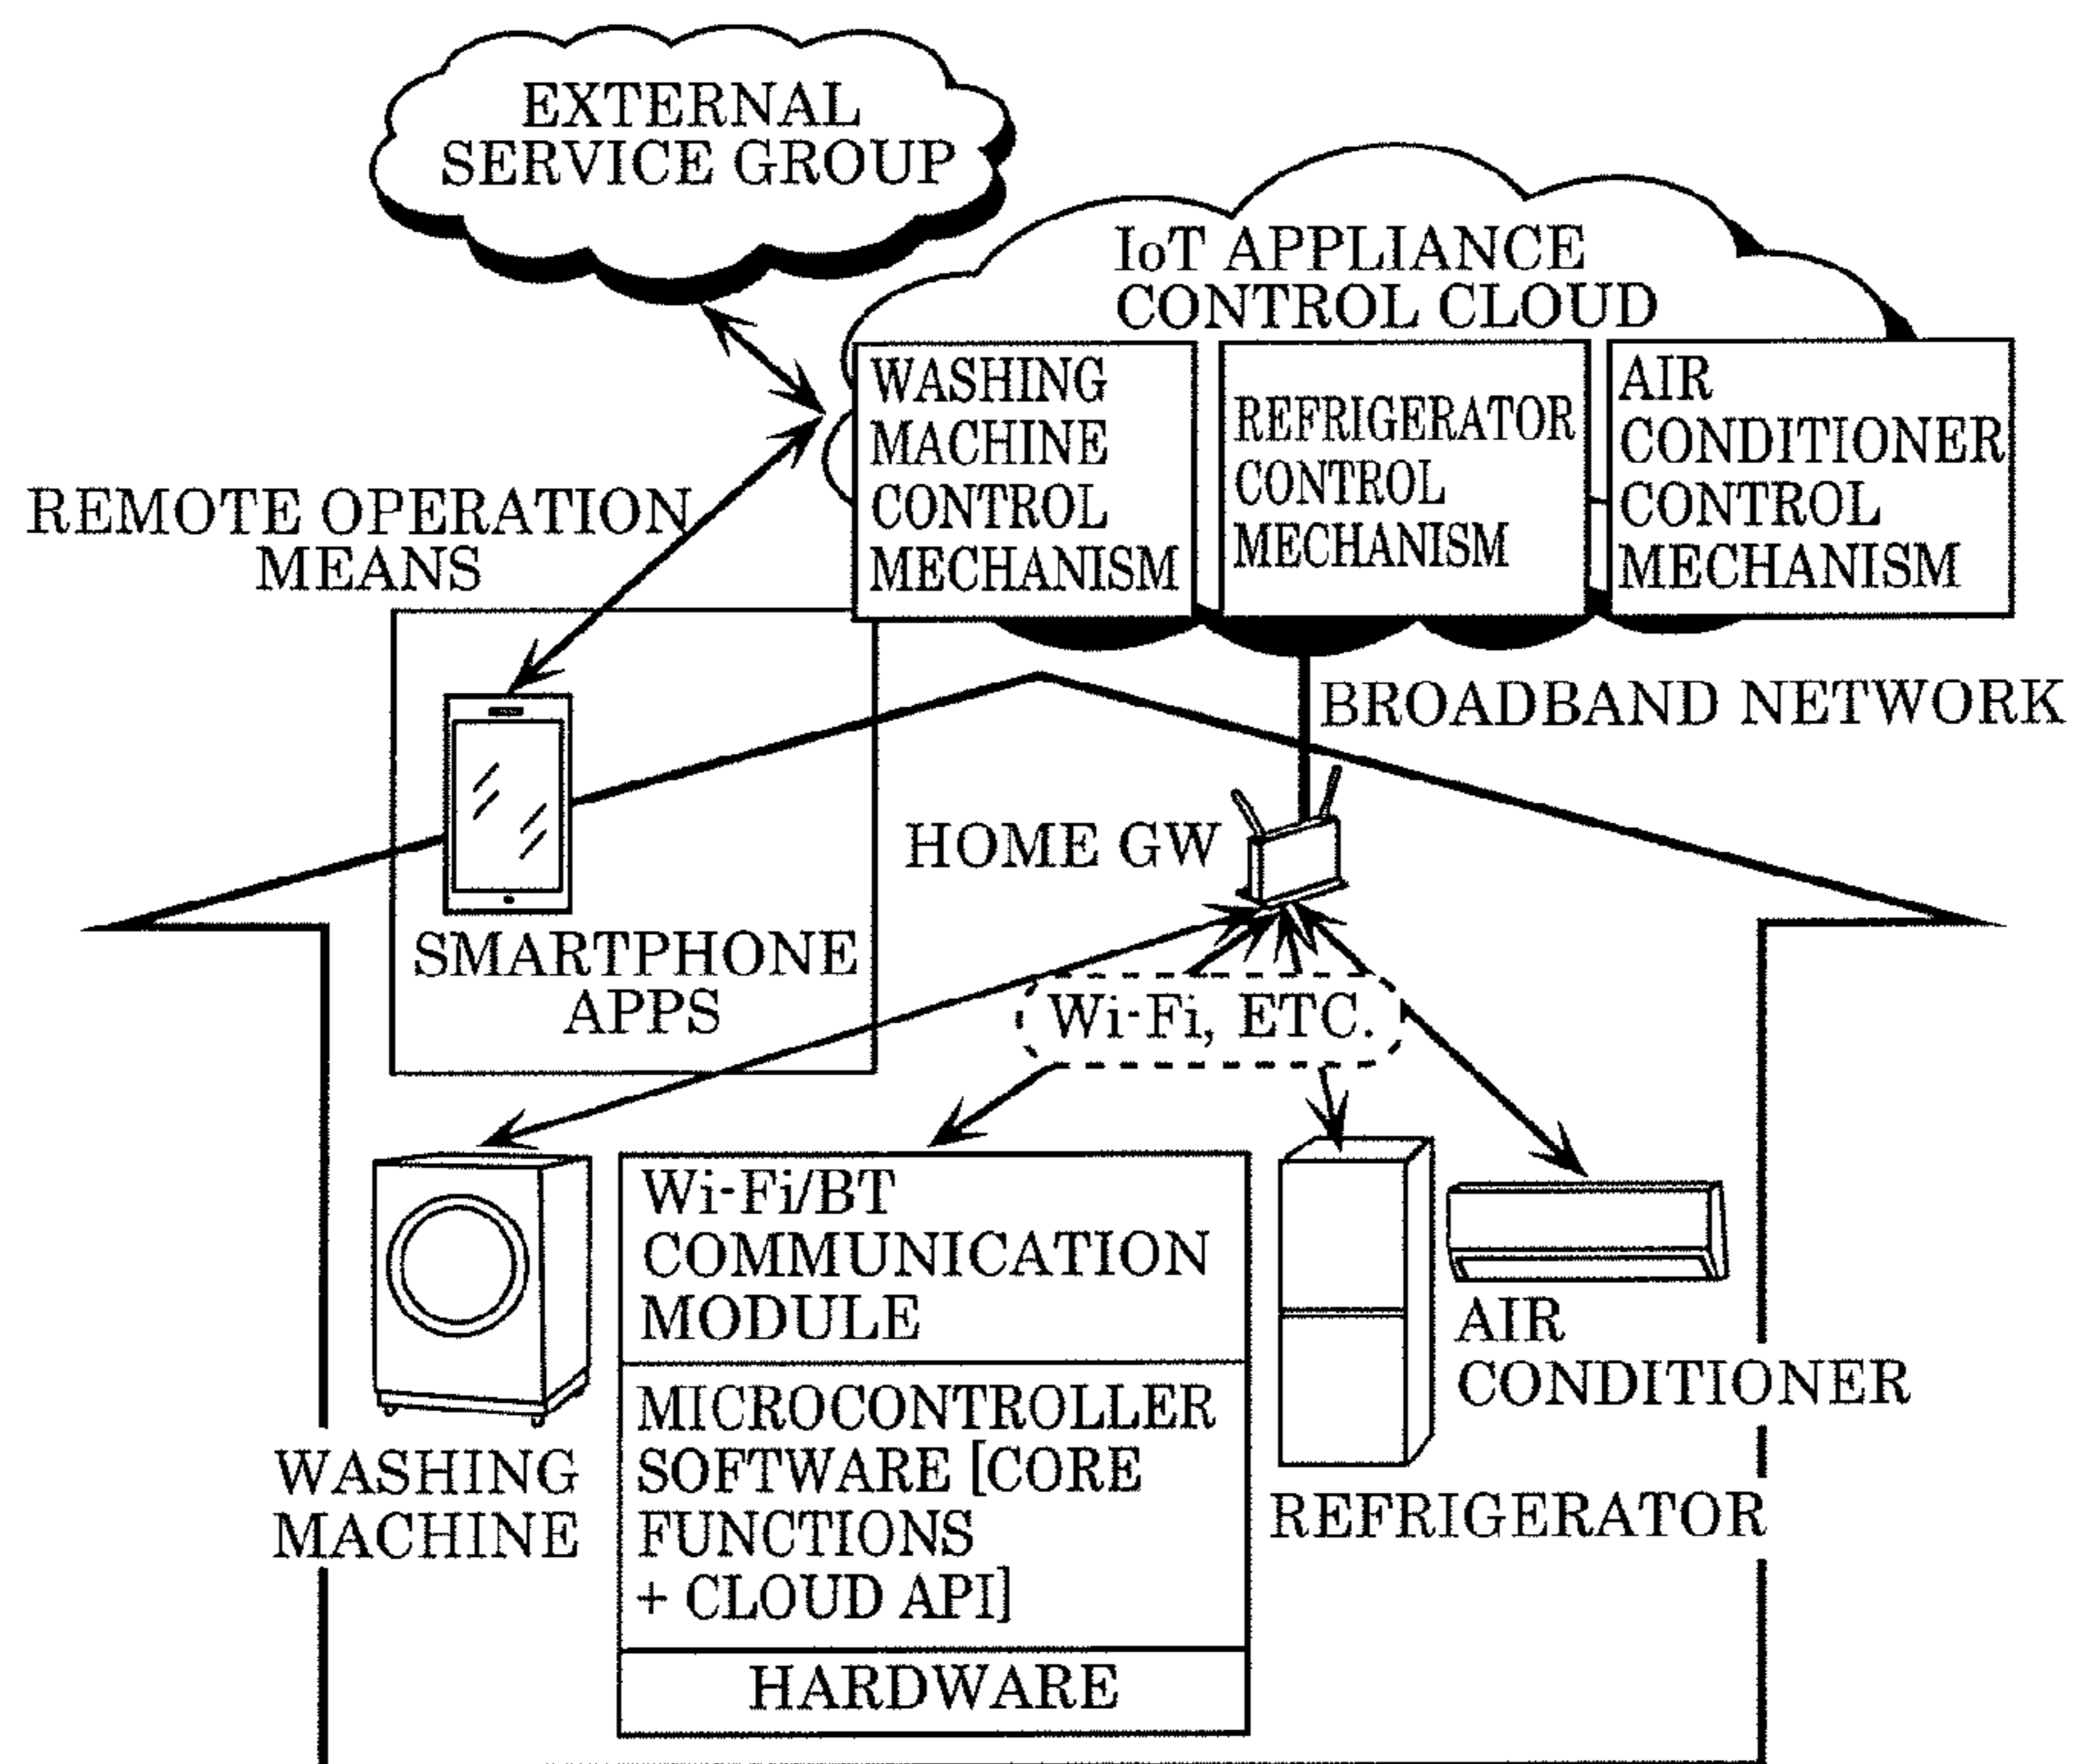 EXTERNAL
SERVICE GROUP
IoT APPLIANCE
CONTROL CLOUD
WASHING
MACHINE
CONTROL
MECHANISM
REFRIGERATOR
CONTROL
MECHANISM
AIR
CONDITIONER
CONTROL
MECHANISM
REMOTE OPERATION
MEANS
BROADBAND NETWORK
HOME GW
SMARTPHONE
APPS
Wi-Fi, ETC.
Wi-Fi/BT
COMMUNICATION
MODULE
MICROCONTROLLER
SOFTWARE [CORE
FUNCTIONS
+ CLOUD API]
HARDWARE
WASHING
MACHINE
AIR
CONDITIONER
REFRIGERATOR